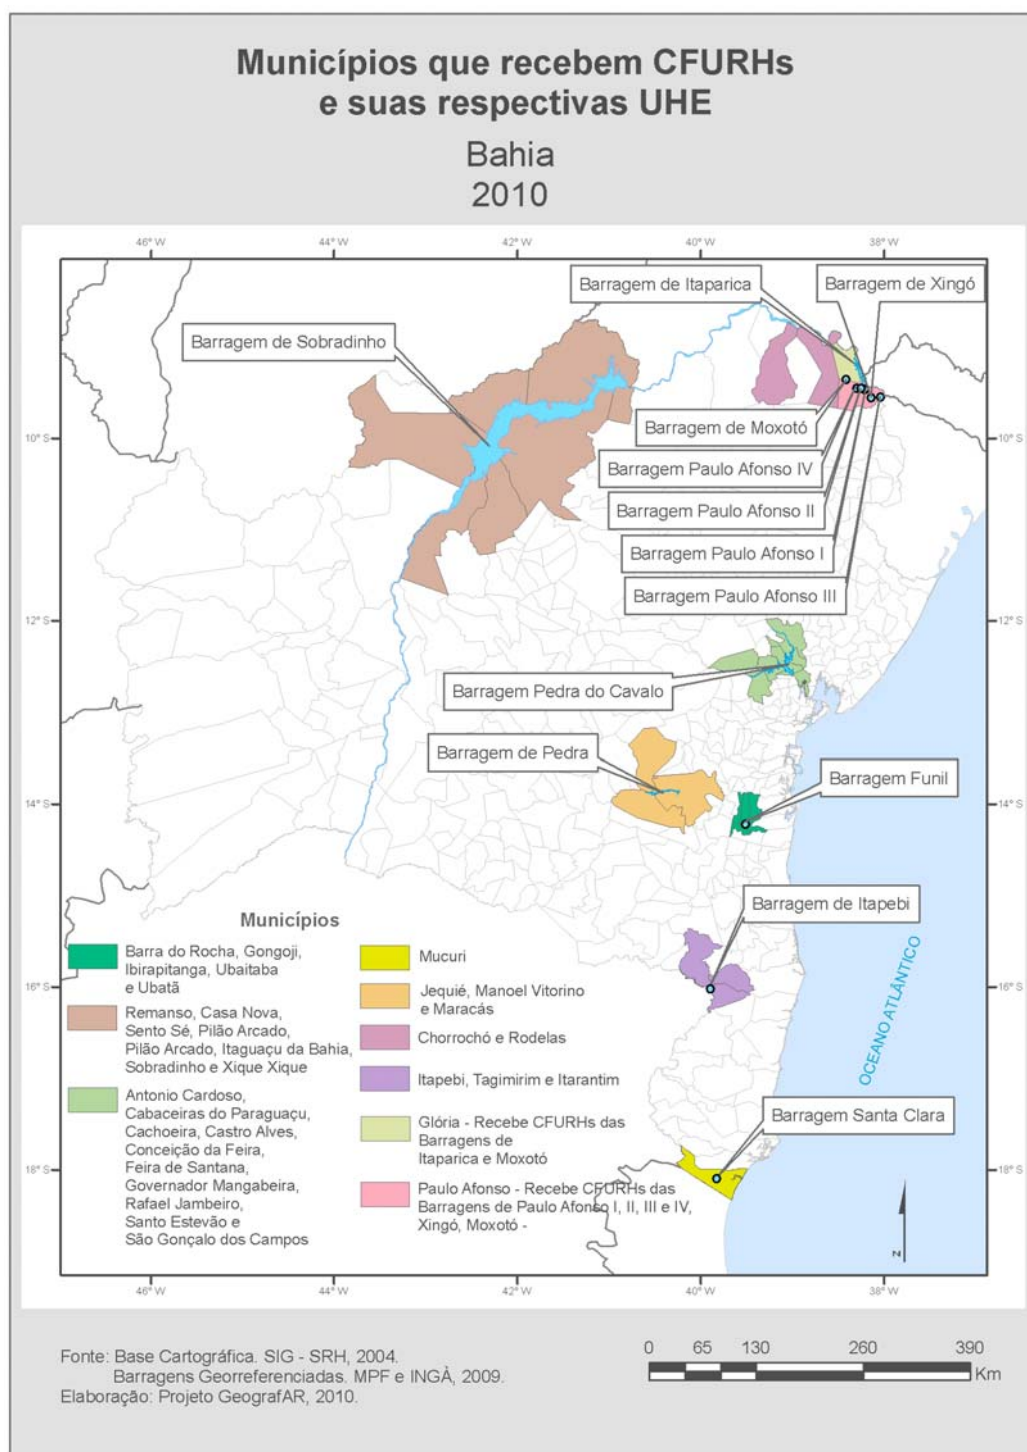 Municípios que recebem CFURHs
e suas respectivas UHE
Bahia
2010
46° W
44° W
42° W
40° W
38° W
Barragem de Itaparica
Barragem de Xingó
Barragem de Sobradinho
Barragem de Moxotó
10° S
10° S
Barragem Paulo Afonso IV
Barragem Paulo Afonso II
Barragem Paulo Afonso I
Barragem Paulo Afonso III
12° S
12° S
Barragem Pedra do Cavalo
Barragem de Pedra
Barragem Funil
14° S
14° S
Barragem de Itapebi
Municípios
Barra do Rocha, Gongoji,
Ibirapitanga, Ubaitaba
e Ubatã
Remanso, Casa Nova,
Sento Sé, Pilão Arcado,
Pilão Arcado, Itaguaçu da Bahia,
Sobradinho e Xique Xique
Antonio Cardoso,
Cabaceiras do Paraguaçu,
Cachoeira, Castro Alves,
Conceição da Feira,
Feira de Santana,
Governador Mangabeira,
Rafael Jambeiro,
Santo Estevão e
São Gonçalo dos Campos
Mucuri
Jequié, Manoel Vitorino
e Maracás
Chorrochó e Rodelas
Itapebi, Tagimirim e Itarantim
Glória - Recebe CFURHs das
Barragens de
Itaparica e Moxotó
Paulo Afonso - Recebe CFURHs das
Barragens de Paulo Afonso I, II, III e IV,
Xingó, Moxotó -
16° S
16° S
OCEANO ATLÂNTICO
Barragem Santa Clara
18° S
18° S
N
46° W
44° W
42° W
40° W
38° W
Fonte: Base Cartográfica. SIG - SRH, 2004.
Barragens Georreferenciadas. MPF e INGÀ, 2009.
Elaboração: Projeto GeografAR, 2010.
0 65 130 260 390
Km